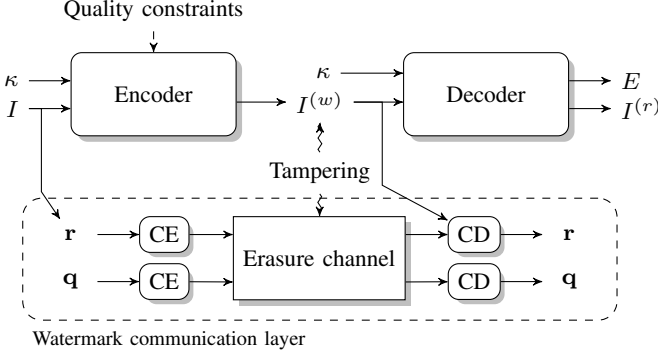 Quality constraints
κ
I
Encoder
I^(w)
κ
Decoder
E
I^(r)
Tampering
r
CE
Erasure channel
CD
r
q
CE
CD
q
Watermark communication layer